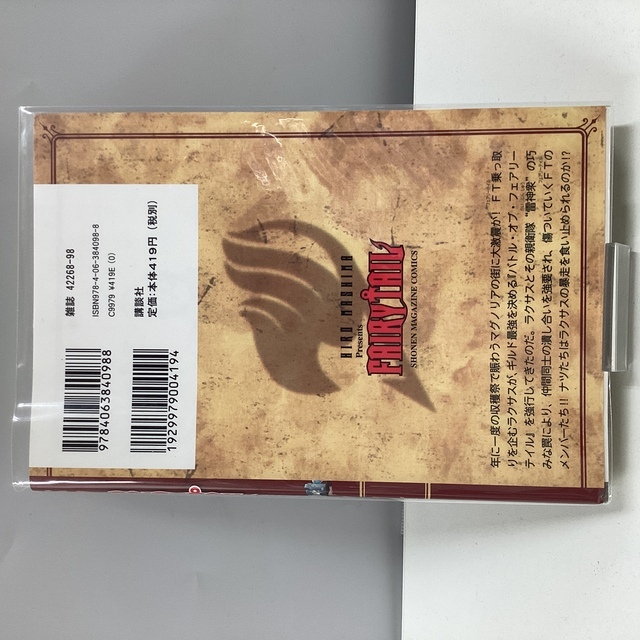 雑誌 42268-98
ISBN978-4-06-384098-8
C9979 ¥419E (0)
講談社
定価:本体419円 (税別)
9784063840988
1929979004194
HIRO MASHIMA
Presents
FAIRY TAIL
SHONEN MAGAZINE COMICS
年に一度の収穫祭で賑わうマグノリアの街に大激震が! FT乗っ取
りを企むラクサスが、ギルド最強を決める『バトル・オブ・フェアリー
テイル』を強行してきたのだ。ラクサスとその親衛隊“雷神衆”の巧
みな罠により、仲間同士の潰し合いを強要され、傷ついていくFTの
メンバーたち!! ナツたちはラクサスの暴走を食い止められるのか!?